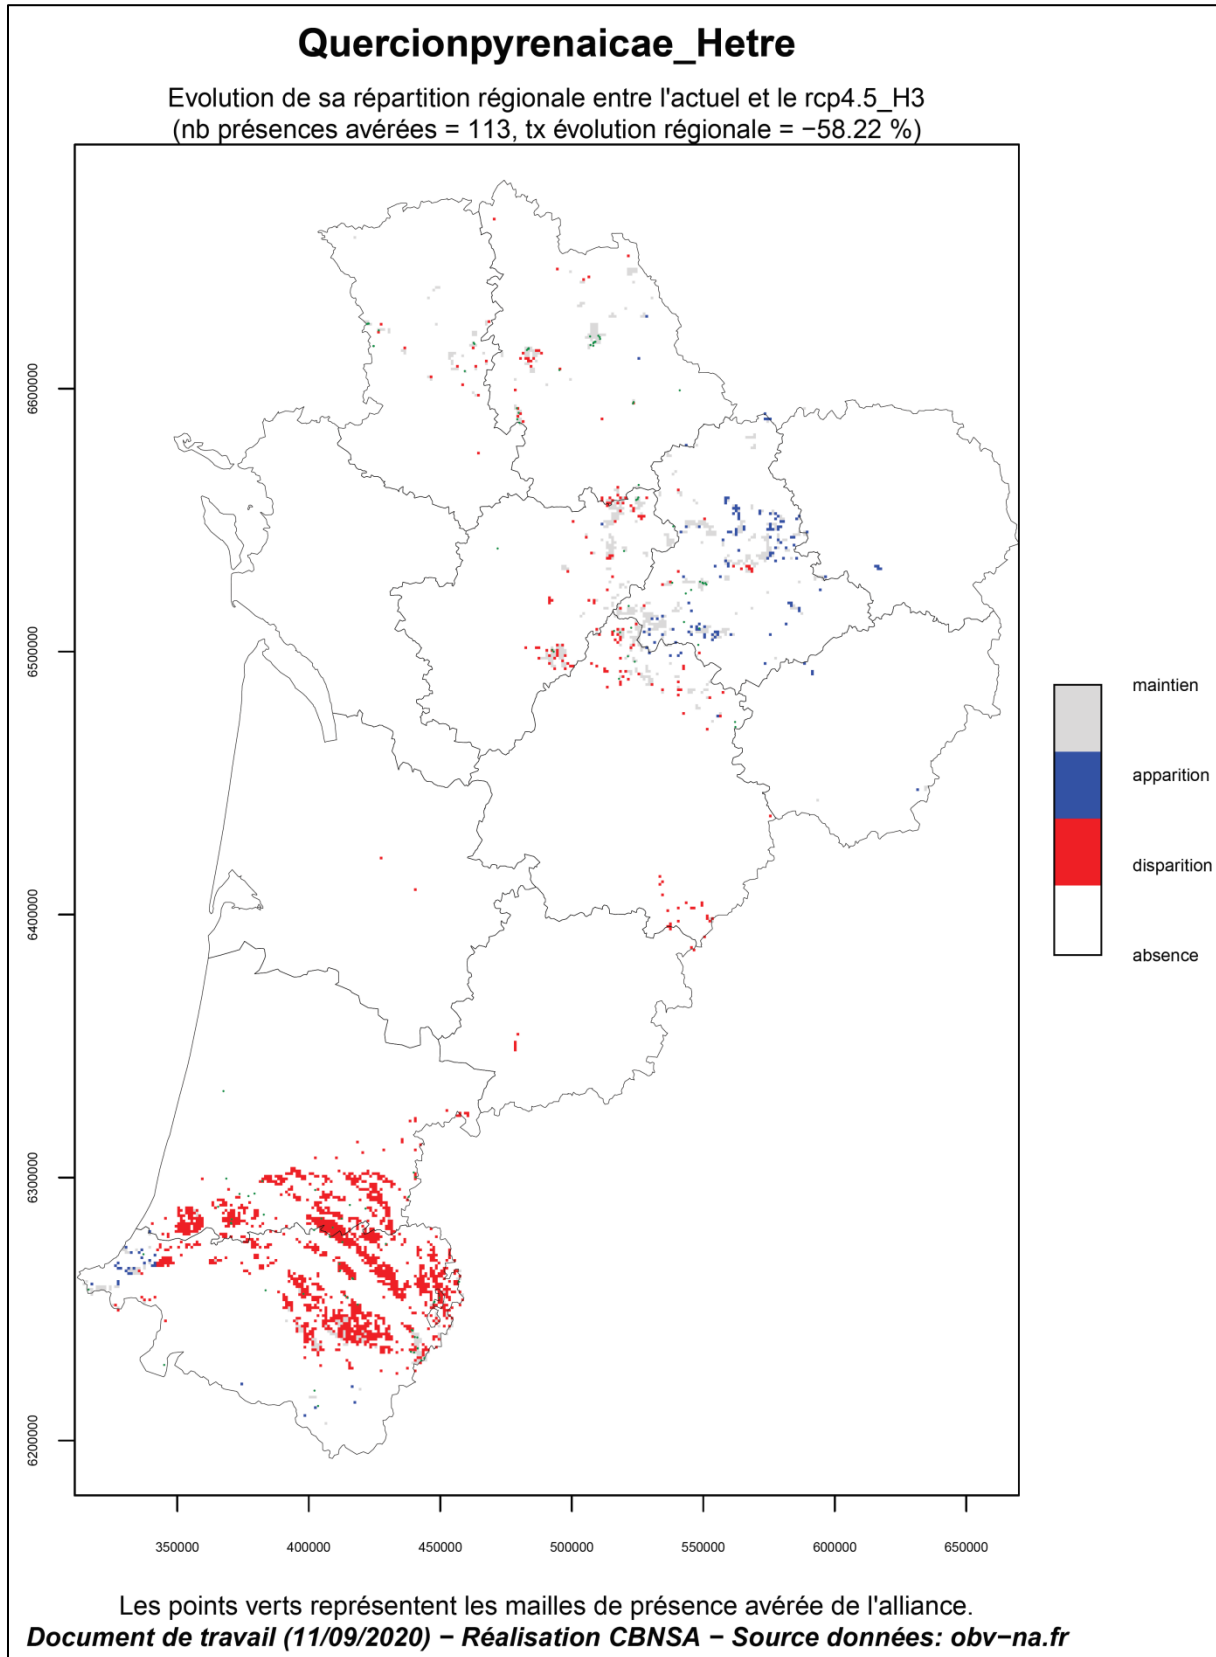 Quercionpyrenaicae_Hetre
Evolution de sa répartition régionale entre l'actuel et le rcp4.5_H3
(nb présences avérées = 113, tx évolution régionale = −58.22 %)
6600000
6500000
6400000
6300000
6200000
maintien
apparition
disparition
absence
350000 400000 450000 500000 550000 600000 650000
Les points verts représentent les mailles de présence avérée de l'alliance.
Document de travail (11/09/2020) − Réalisation CBNSA − Source données: obv−na.fr